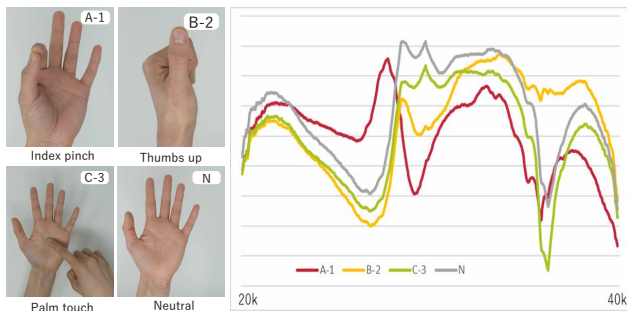 A-1
Index pinch
B-2
Thumbs up
C-3
Palm touch
N
Neutral
A-1 B-2 C-3 N
20k 40k